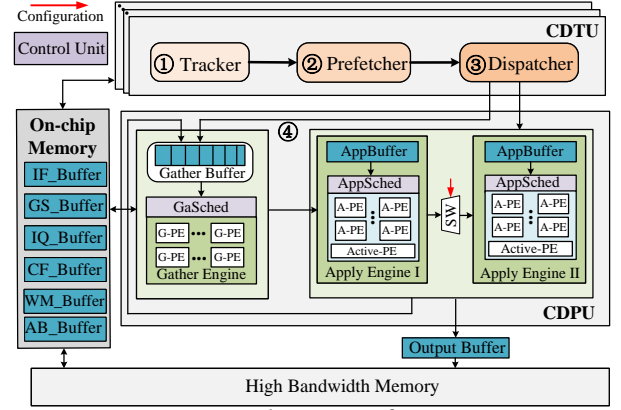 Configuration
Control Unit
CDTU
① Tracker
② Prefetcher
③ Dispatcher
On-chip
Memory
IF_Buffer
GS_Buffer
IQ_Buffer
CF_Buffer
WM_Buffer
AB_Buffer
④
Gather Buffer
GaSched
G-PE ••• G-PE
G-PE ••• G-PE
Gather Engine
AppBuffer
AppSched
A-PE A-PE
A-PE A-PE
Active-PE
Apply Engine I
SW
AppBuffer
AppSched
A-PE A-PE
A-PE A-PE
Active-PE
Apply Engine II
CDPU
Output Buffer
High Bandwidth Memory